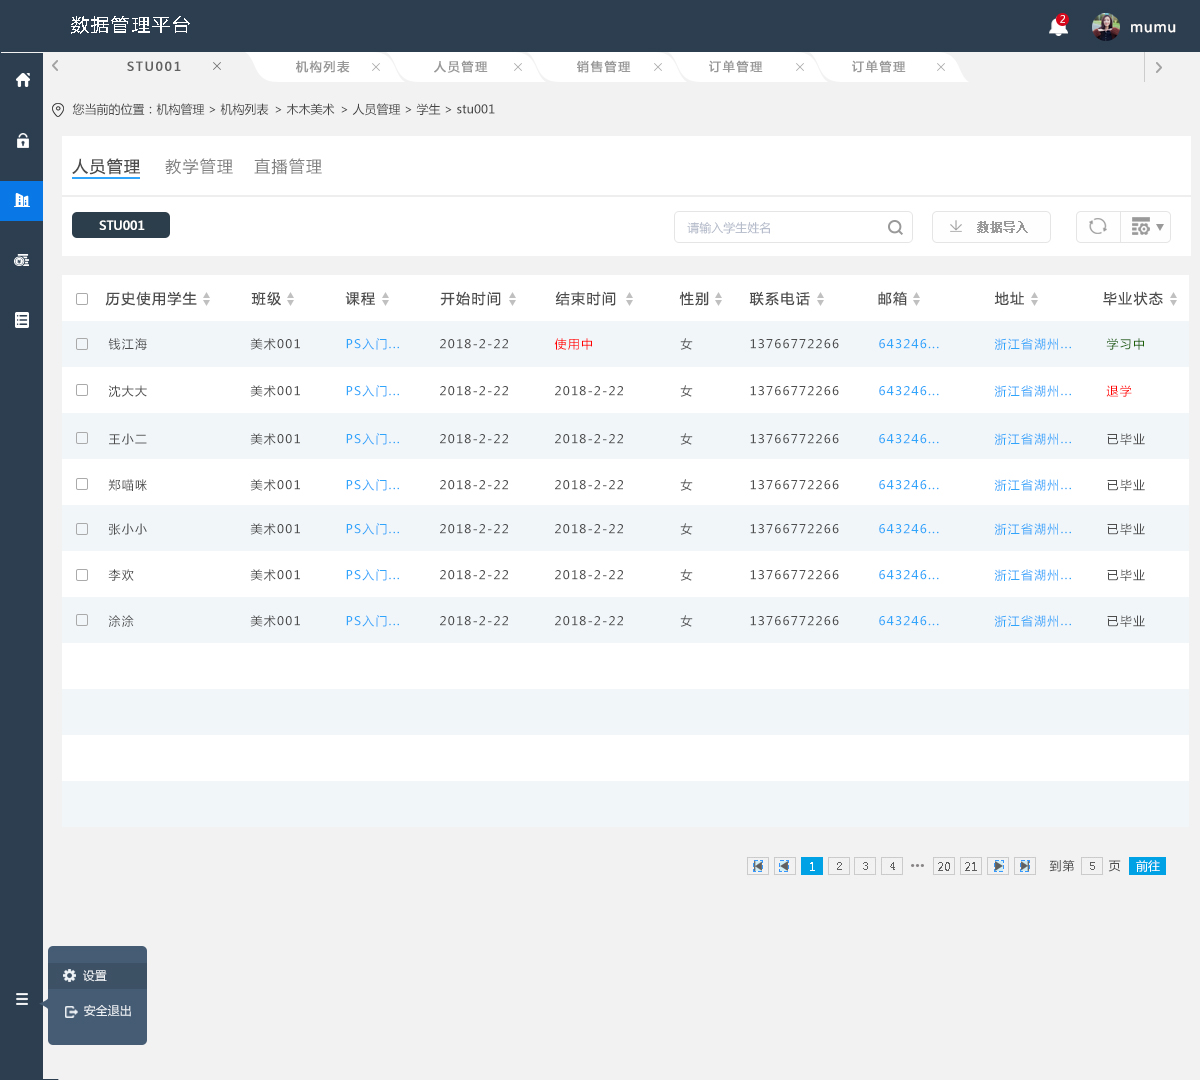 数据管理平台
2
mumu
STU001 × 机构列表 × 人员管理 × 销售管理 × 订单管理 × 订单管理 ×
您当前的位置：机构管理 > 机构列表 > 木木美术 > 人员管理 > 学生 > stu001
人员管理 教学管理 直播管理
STU001 请输入学生姓名 数据导入
历史使用学生 班级 课程 开始时间 结束时间 性别 联系电话 邮箱 地址 毕业状态
钱江海 美术001 PS入门... 2018-2-22 使用中 女 13766772266 643246... 浙江省湖州... 学习中
沈大大 美术001 PS入门... 2018-2-22 2018-2-22 女 13766772266 643246... 浙江省湖州... 退学
王小二 美术001 PS入门... 2018-2-22 2018-2-22 女 13766772266 643246... 浙江省湖州... 已毕业
郑喵咪 美术001 PS入门... 2018-2-22 2018-2-22 女 13766772266 643246... 浙江省湖州... 已毕业
张小小 美术001 PS入门... 2018-2-22 2018-2-22 女 13766772266 643246... 浙江省湖州... 已毕业
李欢 美术001 PS入门... 2018-2-22 2018-2-22 女 13766772266 643246... 浙江省湖州... 已毕业
涂涂 美术001 PS入门... 2018-2-22 2018-2-22 女 13766772266 643246... 浙江省湖州... 已毕业
1 2 3 4 ··· 20 21 到第 5 页 前往
设置
安全退出